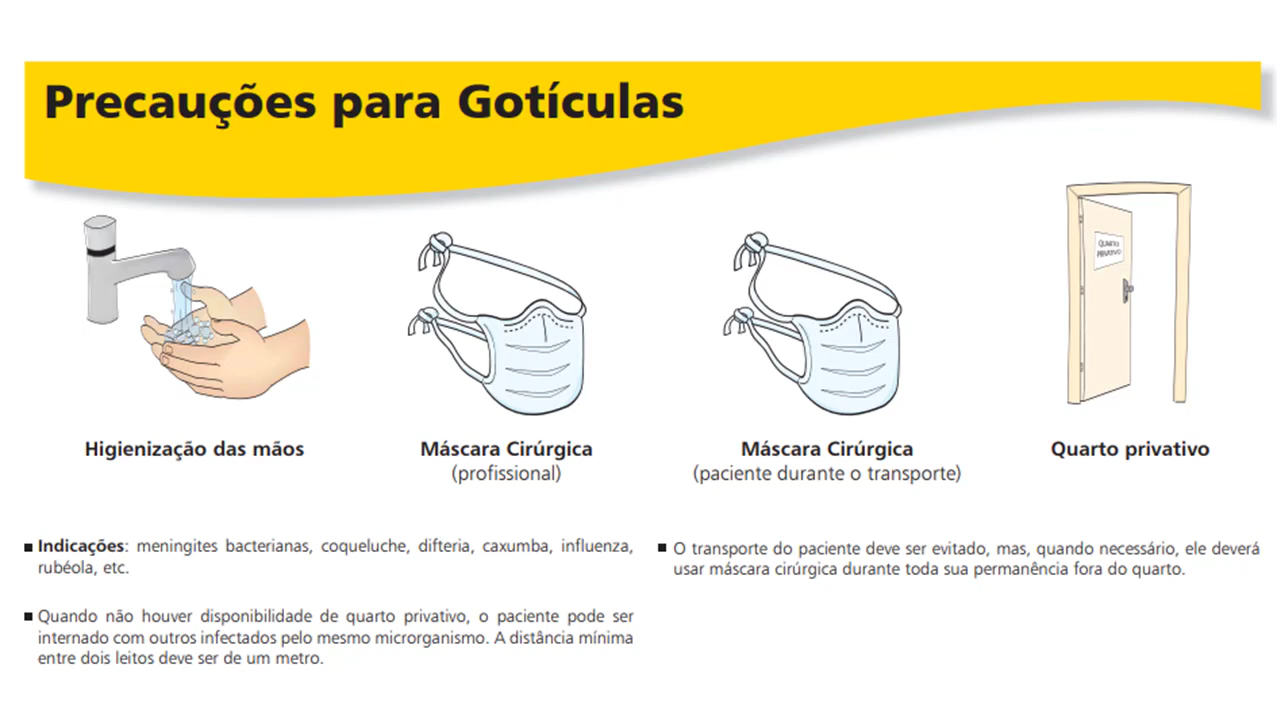 Precauções para Gotículas
QUARTO
PRIVATIVO
Higienização das mãos
Máscara Cirúrgica
(profissional)
Máscara Cirúrgica
(paciente durante o transporte)
Quarto privativo
Indicações: meningites bacterianas, coqueluche, difteria, caxumba, influenza,
rubéola, etc.
Quando não houver disponibilidade de quarto privativo, o paciente pode ser
internado com outros infectados pelo mesmo microrganismo. A distância mínima
entre dois leitos deve ser de um metro.
O transporte do paciente deve ser evitado, mas, quando necessário, ele deverá
usar máscara cirúrgica durante toda sua permanência fora do quarto.